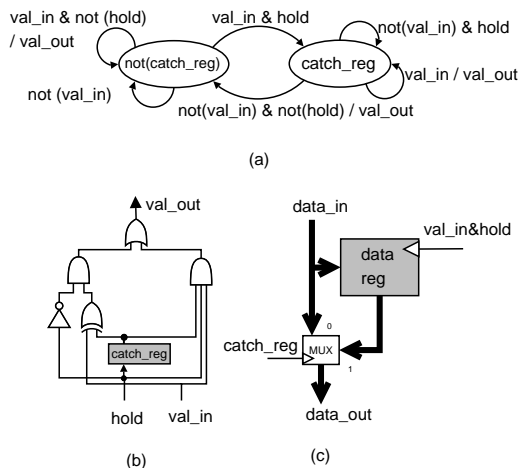 val_in & not (hold)
/ val_out
val_in & hold
not(val_in) & hold
not(catch_reg)
catch_reg
val_in / val_out
not (val_in)
not(val_in) & not(hold) / val_out
(a)
val_out
data_in
val_in&hold
data
reg
catch_reg
0
MUX
catch_reg
1
hold
val_in
data_out
(b)
(c)